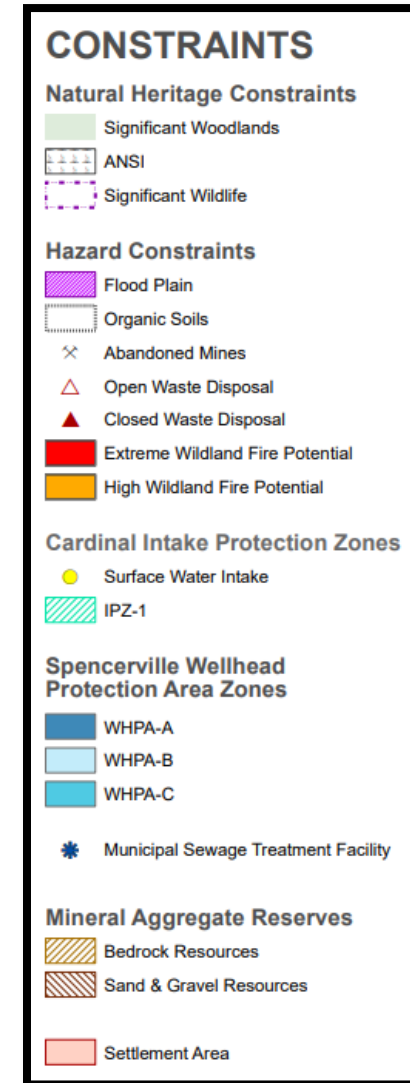 CONSTRAINTS
Natural Heritage Constraints
Significant Woodlands
ANSI
Significant Wildlife
Hazard Constraints
Flood Plain
Organic Soils
Abandoned Mines
Open Waste Disposal
Closed Waste Disposal
Extreme Wildland Fire Potential
High Wildland Fire Potential
Cardinal Intake Protection Zones
Surface Water Intake
IPZ-1
Spencerville Wellhead
Protection Area Zones
WHPA-A
WHPA-B
WHPA-C
Municipal Sewage Treatment Facility
Mineral Aggregate Reserves
Bedrock Resources
Sand & Gravel Resources
Settlement Area